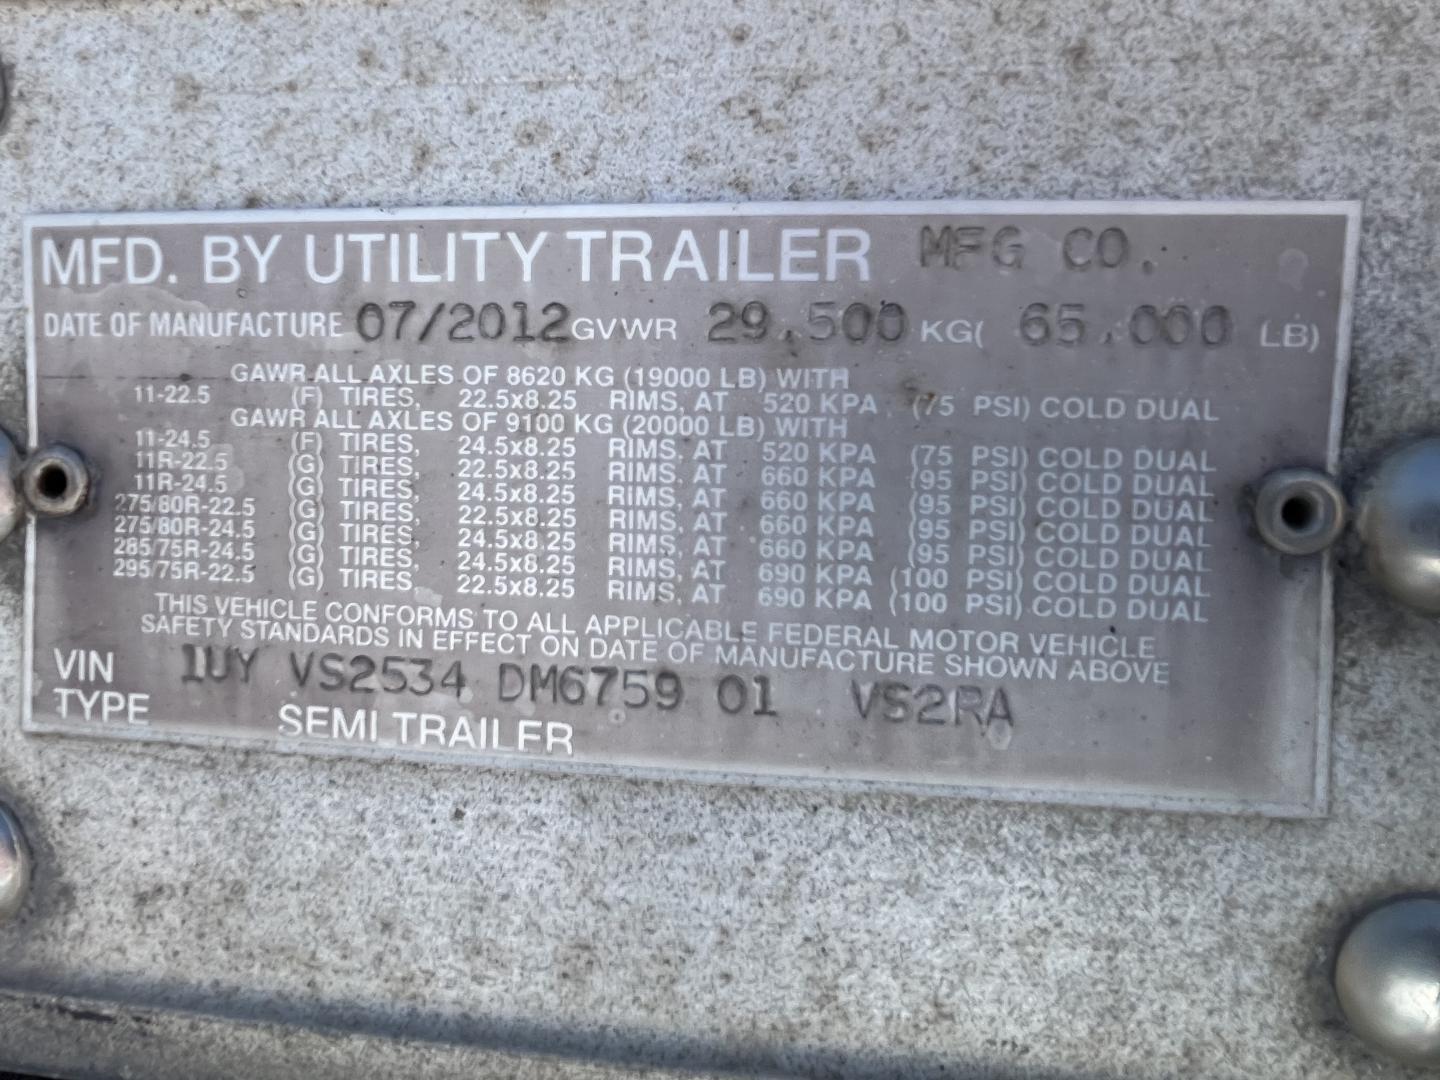 MFD. BY UTILITY TRAILER MFG CO.
DATE OF MANUFACTURE 07/2012 GVWR 29,500 KG( 65,000 LB)
GAWR ALL AXLES OF 8620 KG (19000 LB) WITH
11-22.5 (F) TIRES, 22.5x8.25 RIMS, AT 520 KPA (75 PSI) COLD DUAL
GAWR ALL AXLES OF 9100 KG (20000 LB) WITH
11-24.5 (F) TIRES, 24.5x8.25 RIMS, AT 520 KPA (75 PSI) COLD DUAL
11R-22.5 (G) TIRES, 22.5x8.25 RIMS, AT 660 KPA (95 PSI) COLD DUAL
11R-24.5 (G) TIRES, 24.5x8.25 RIMS, AT 660 KPA (95 PSI) COLD DUAL
275/80R-22.5 (G) TIRES, 22.5x8.25 RIMS, AT 660 KPA (95 PSI) COLD DUAL
275/80R-24.5 (G) TIRES, 24.5x8.25 RIMS, AT 660 KPA (95 PSI) COLD DUAL
285/75R-24.5 (G) TIRES, 24.5x8.25 RIMS, AT 690 KPA (100 PSI) COLD DUAL
295/75R-22.5 (G) TIRES, 22.5x8.25 RIMS, AT 690 KPA (100 PSI) COLD DUAL
THIS VEHICLE CONFORMS TO ALL APPLICABLE FEDERAL MOTOR VEHICLE
SAFETY STANDARDS IN EFFECT ON DATE OF MANUFACTURE SHOWN ABOVE
VIN 1UY VS2534 DM6759 01 VS2RA
TYPE SEMI TRAILER